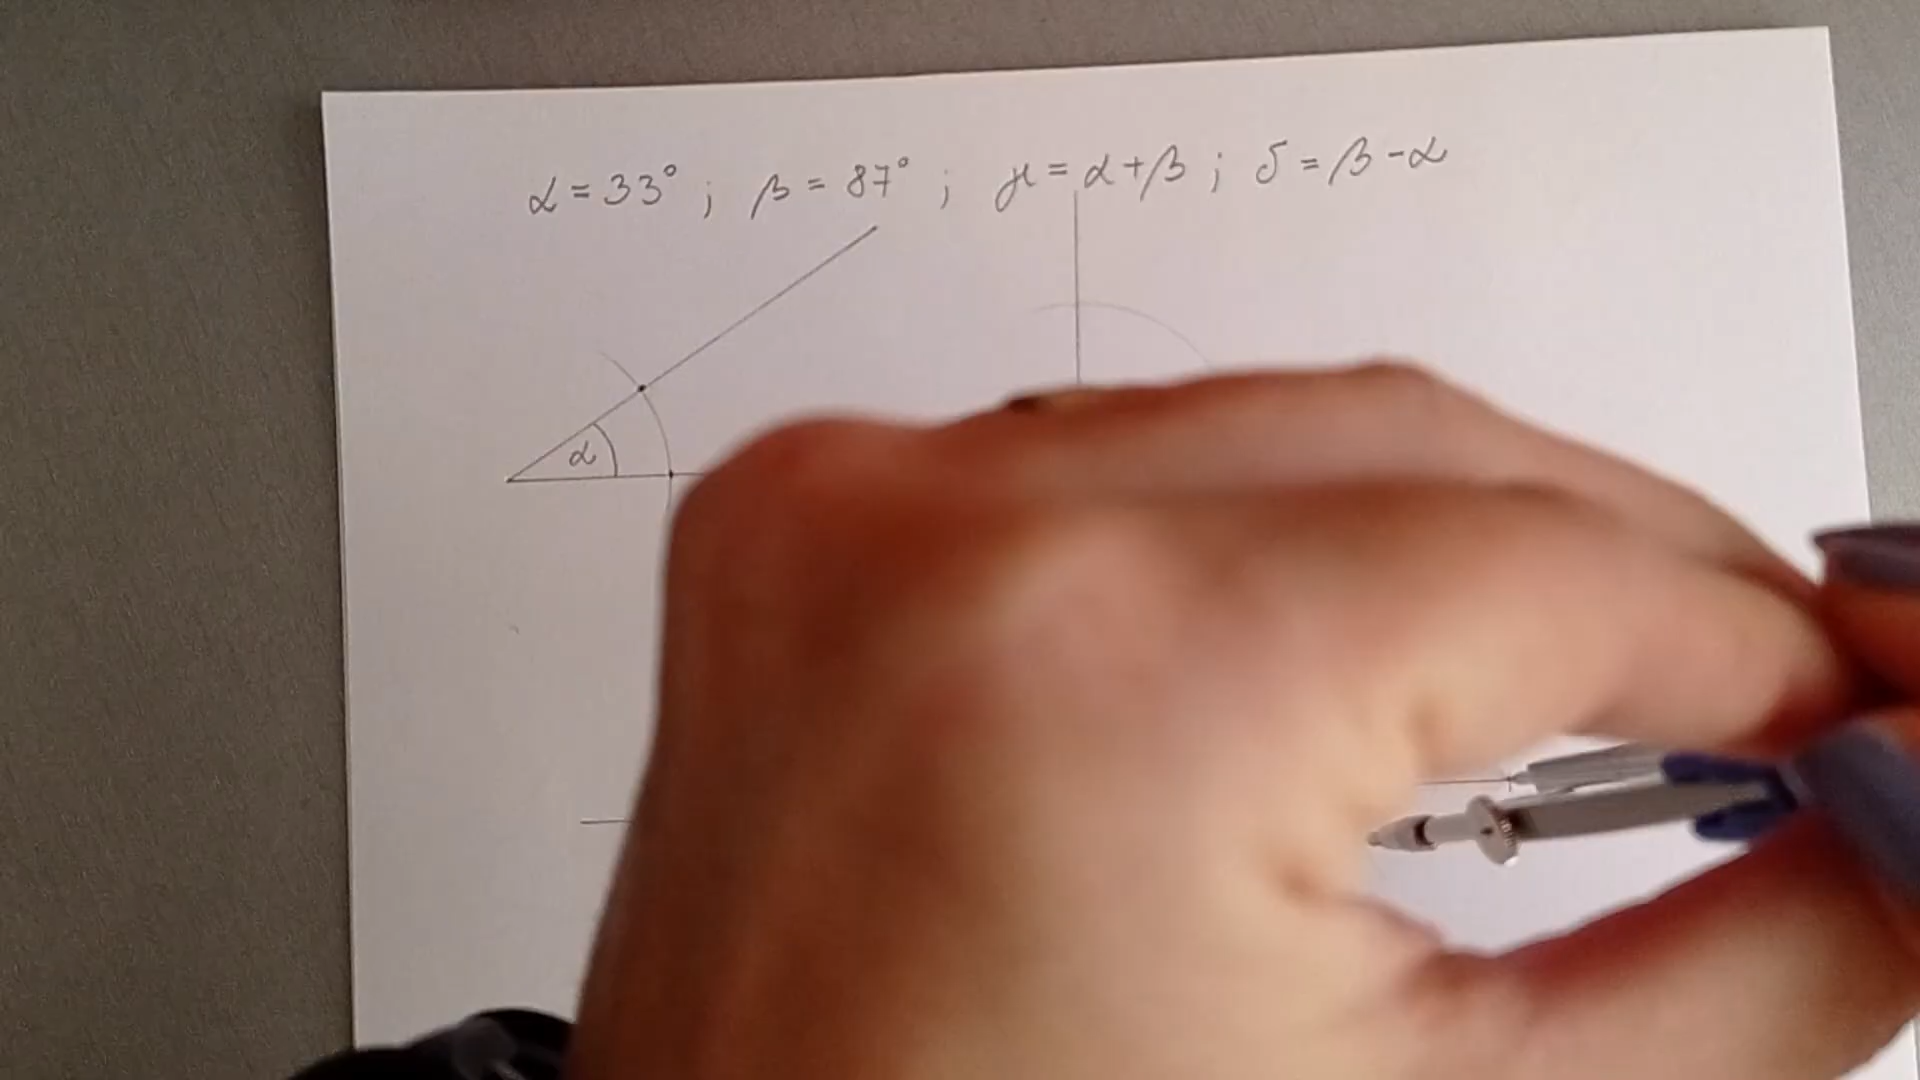 α = 33° ; β = 87° ; γ = α + β ; δ = β - α
α